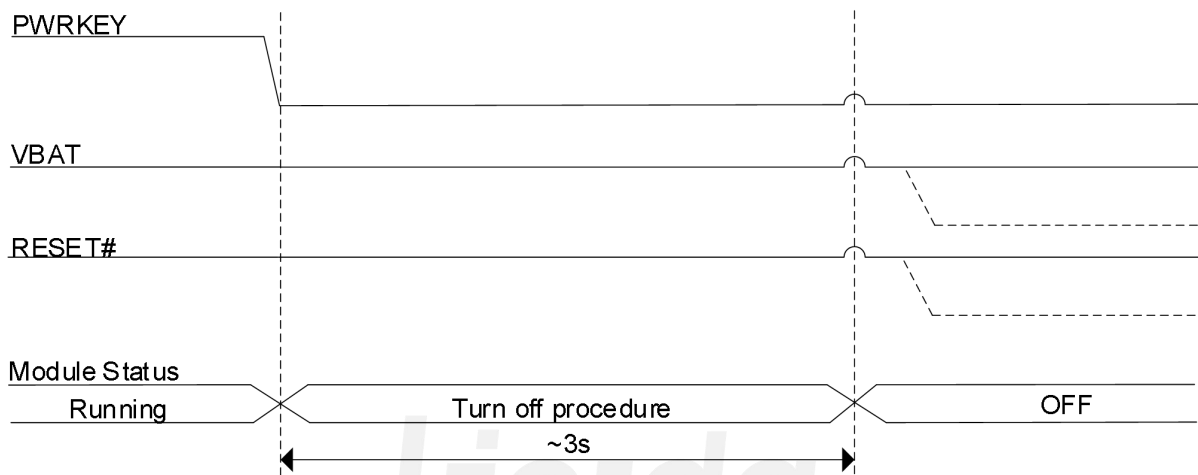 PWRKEY
VBAT
RESET#
Module Status
Running
Turn off procedure
OFF
~3s